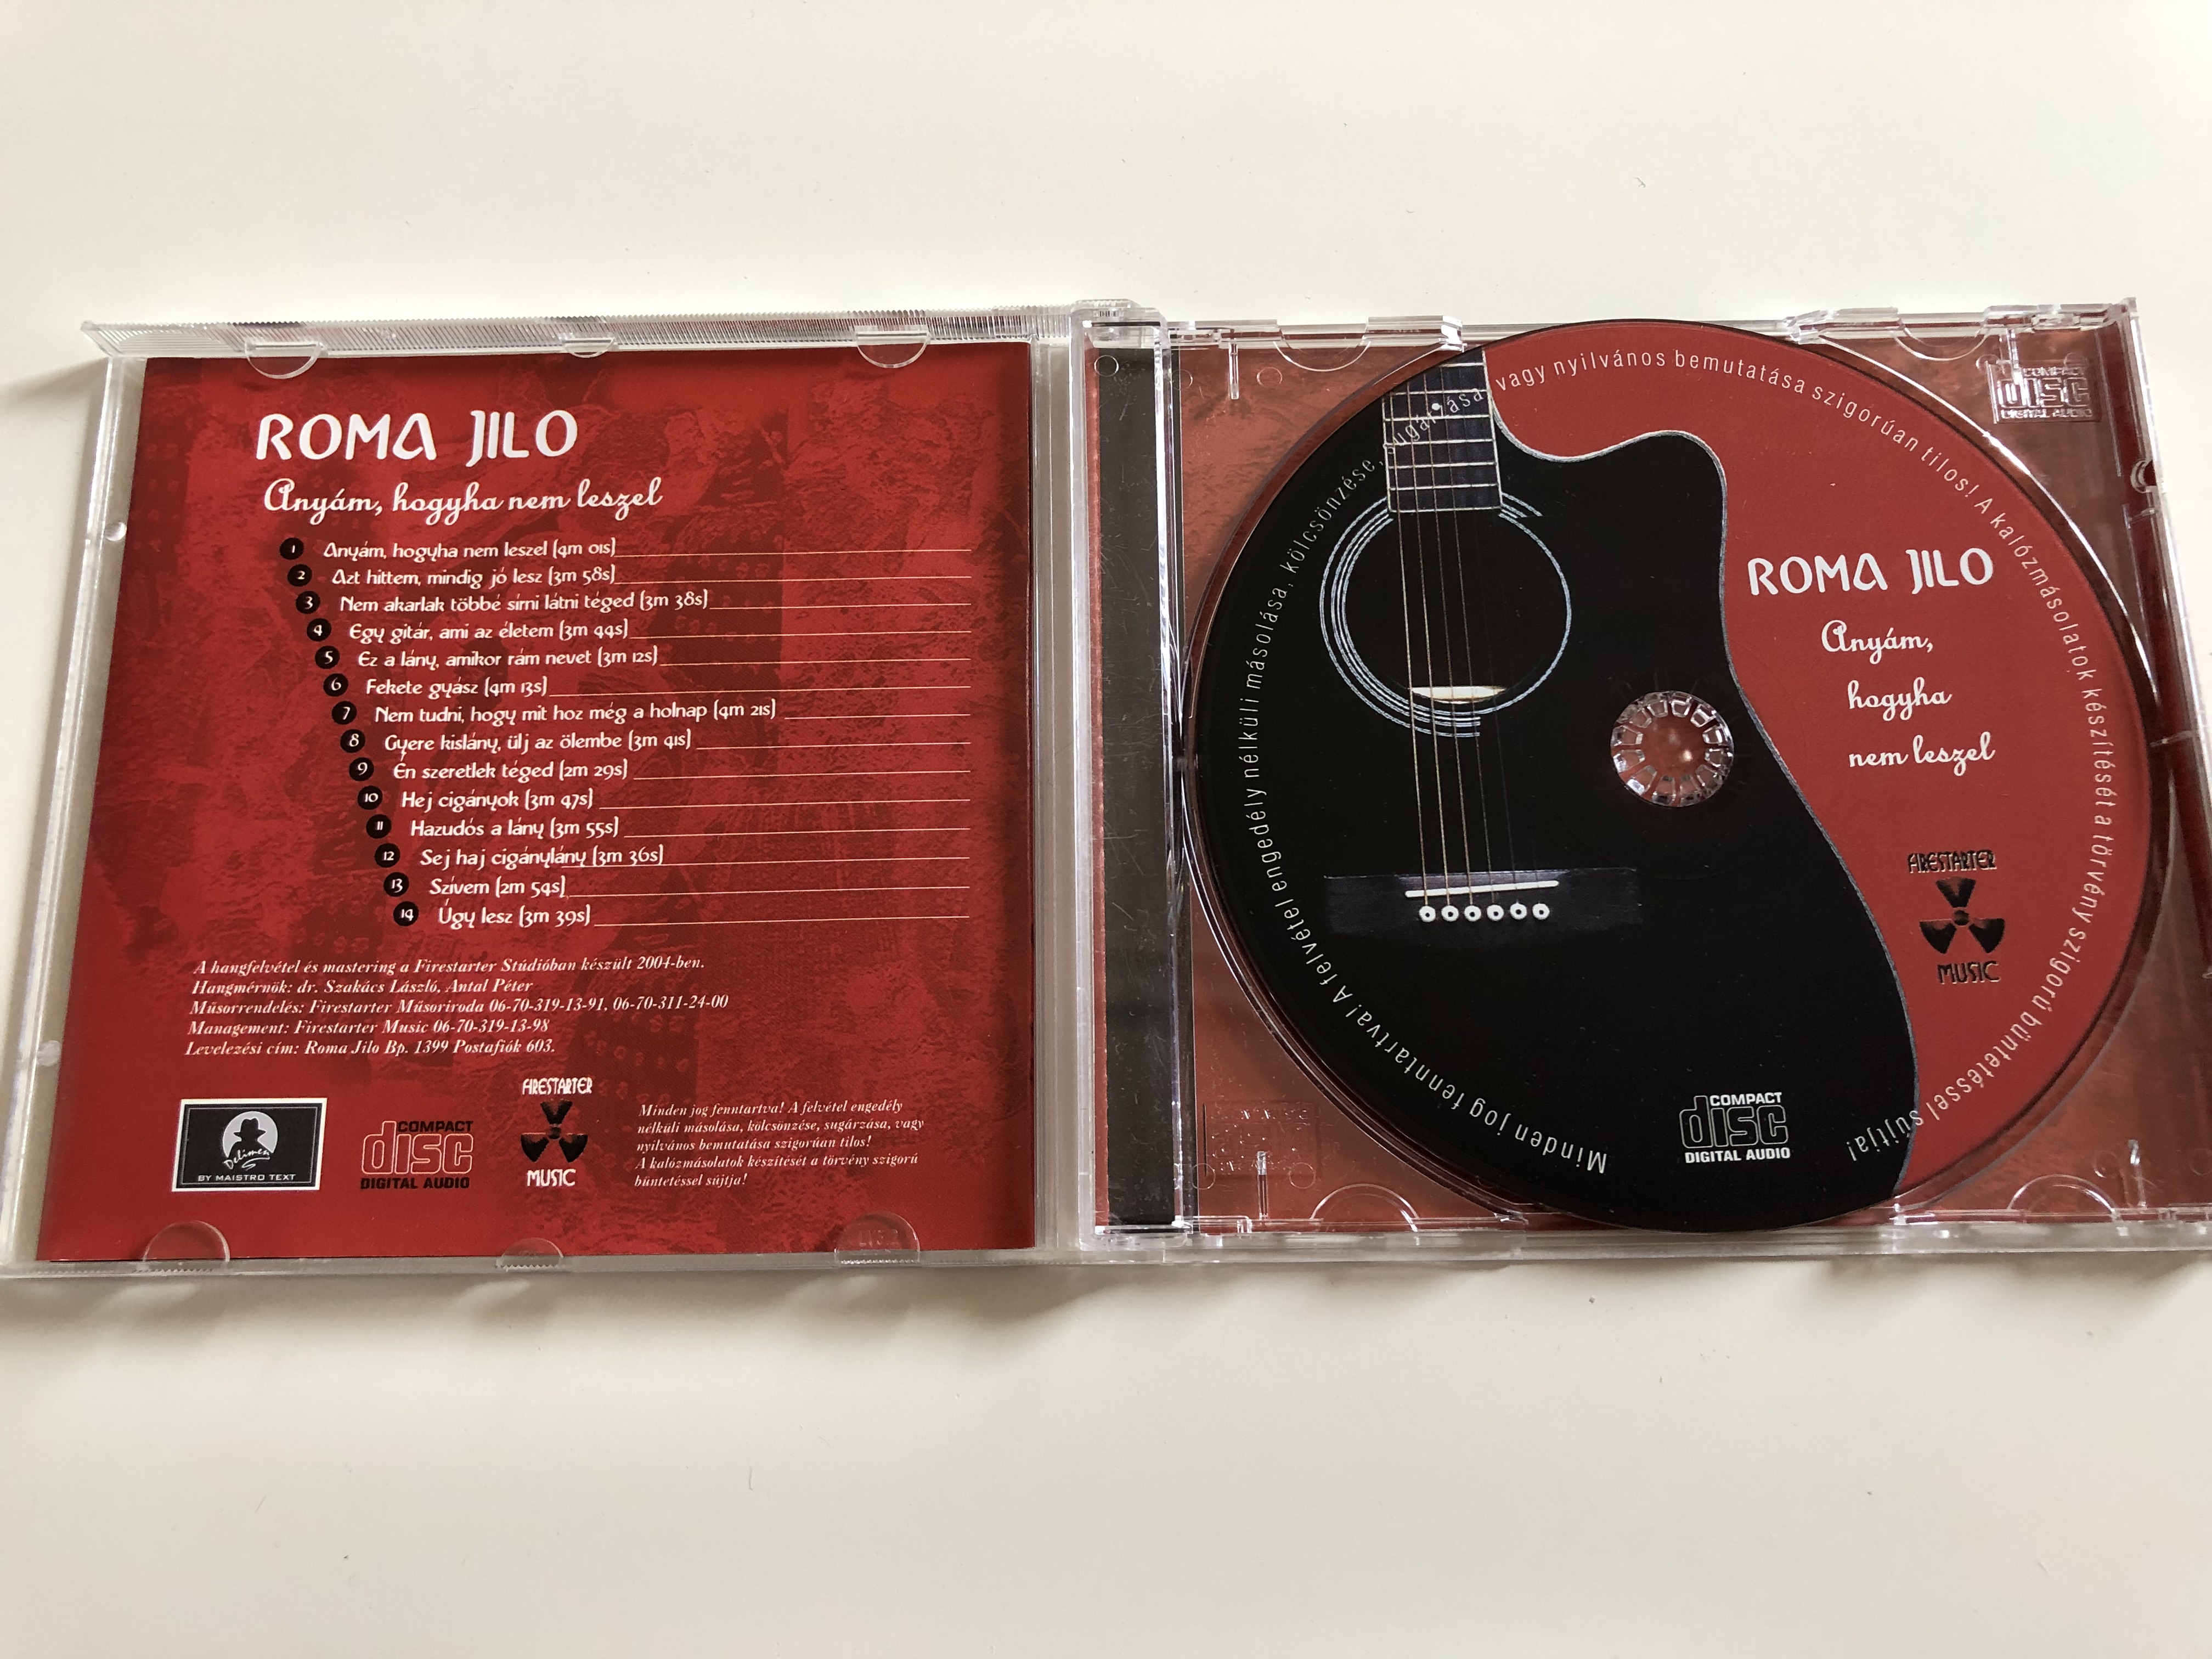 ROMA JILO
Anyám, hogyha nem leszel
1 Anyám, hogyha nem leszel (4m 01s)
2 Azt hittem, mindig jó lesz (3m 58s)
3 Nem akarlak többé sírni látni téged (3m 38s)
4 Egy gitár, ami az életem (3m 44s)
5 Ez a lány, amikor rám nevet (3m 12s)
6 Fekete gyász (4m 13s)
7 Nem tudni, hogy mit hoz még a holnap (4m 21s)
8 Gyere kislány, ülj az ölembe (3m 41s)
9 Én szeretlek téged (2m 29s)
10 Hej cigányok (3m 47s)
11 Hazudós a lány (3m 55s)
12 Sej haj cigánylány (3m 36s)
13 Szívem (2m 54s)
14 Úgy lesz (3m 39s)
A hangfelvétel és mastering a Firestarter Stúdióban készült 2004-ben.
Hangmérnök: dr. Szakács László, Antal Péter
Műsorrendelés: Firestarter Műsoriroda 06-70-319-13-91, 06-70-311-24-00
Management: Firestarter Music 06-70-319-13-98
Levelezési cím: Roma Jilo Bp. 1399 Postafiók 603.
BY MAISTRO TEXT
COMPACT
disc
DIGITAL AUDIO
FIRESTARTER
MUSIC
Minden jog fenntartva! A felvétel engedély
nélküli másolása, kölcsönzése, sugárzása, vagy
nyilvános bemutatása szigorúan tilos!
A kalózmásolatok készítését a törvény szigorú
büntetéssel sújtja!
Minden jog fenntartva! A felvétel engedély nélküli másolása, kölcsönzése, sugárzása vagy nyilvános bemutatása szigorúan tilos! A kalózmásolatok készítését a törvény szigorú büntetéssel sújtja!
ROMA JILO
Anyám,
hogyha
nem leszel
FIRESTARTER
MUSIC
COMPACT
disc
DIGITAL AUDIO
COMPACT
disc
DIGITAL AUDIO